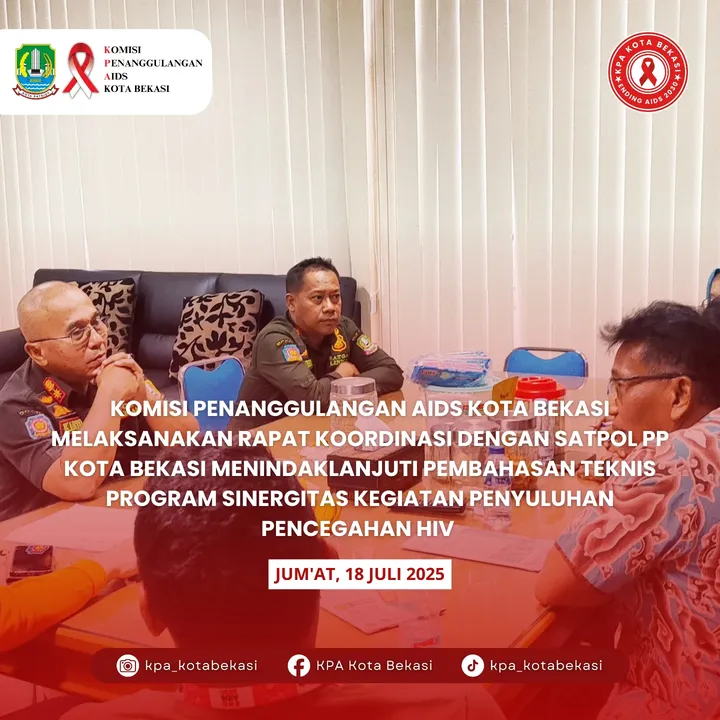 KOMISI
PENANGGULANGAN
AIDS
KOTA BEKASI
KPA KOTA BEKASI
ENDING AIDS 2030
KOMISI PENANGGULANGAN AIDS KOTA BEKASI
MELAKSANAKAN RAPAT KOORDINASI DENGAN SATPOL PP
KOTA BEKASI MENINDAKLANJUTI PEMBAHASAN TEKNIS
PROGRAM SINERGITAS KEGIATAN PENYULUHAN
PENCEGAHAN HIV
JUM'AT, 18 JULI 2025
kpa_kotabekasi
KPA Kota Bekasi
kpa_kotabekasi